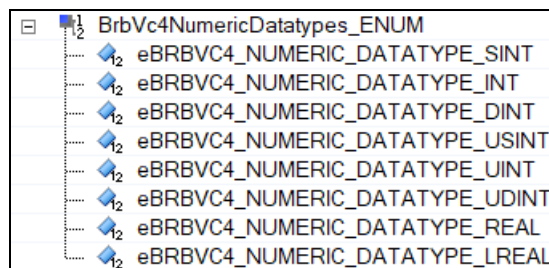 BrbVc4NumericDatatypes_ENUM
eBRBVC4_NUMERIC_DATATYPE_SINT
eBRBVC4_NUMERIC_DATATYPE_INT
eBRBVC4_NUMERIC_DATATYPE_DINT
eBRBVC4_NUMERIC_DATATYPE_USINT
eBRBVC4_NUMERIC_DATATYPE_UINT
eBRBVC4_NUMERIC_DATATYPE_UDINT
eBRBVC4_NUMERIC_DATATYPE_REAL
eBRBVC4_NUMERIC_DATATYPE_LREAL